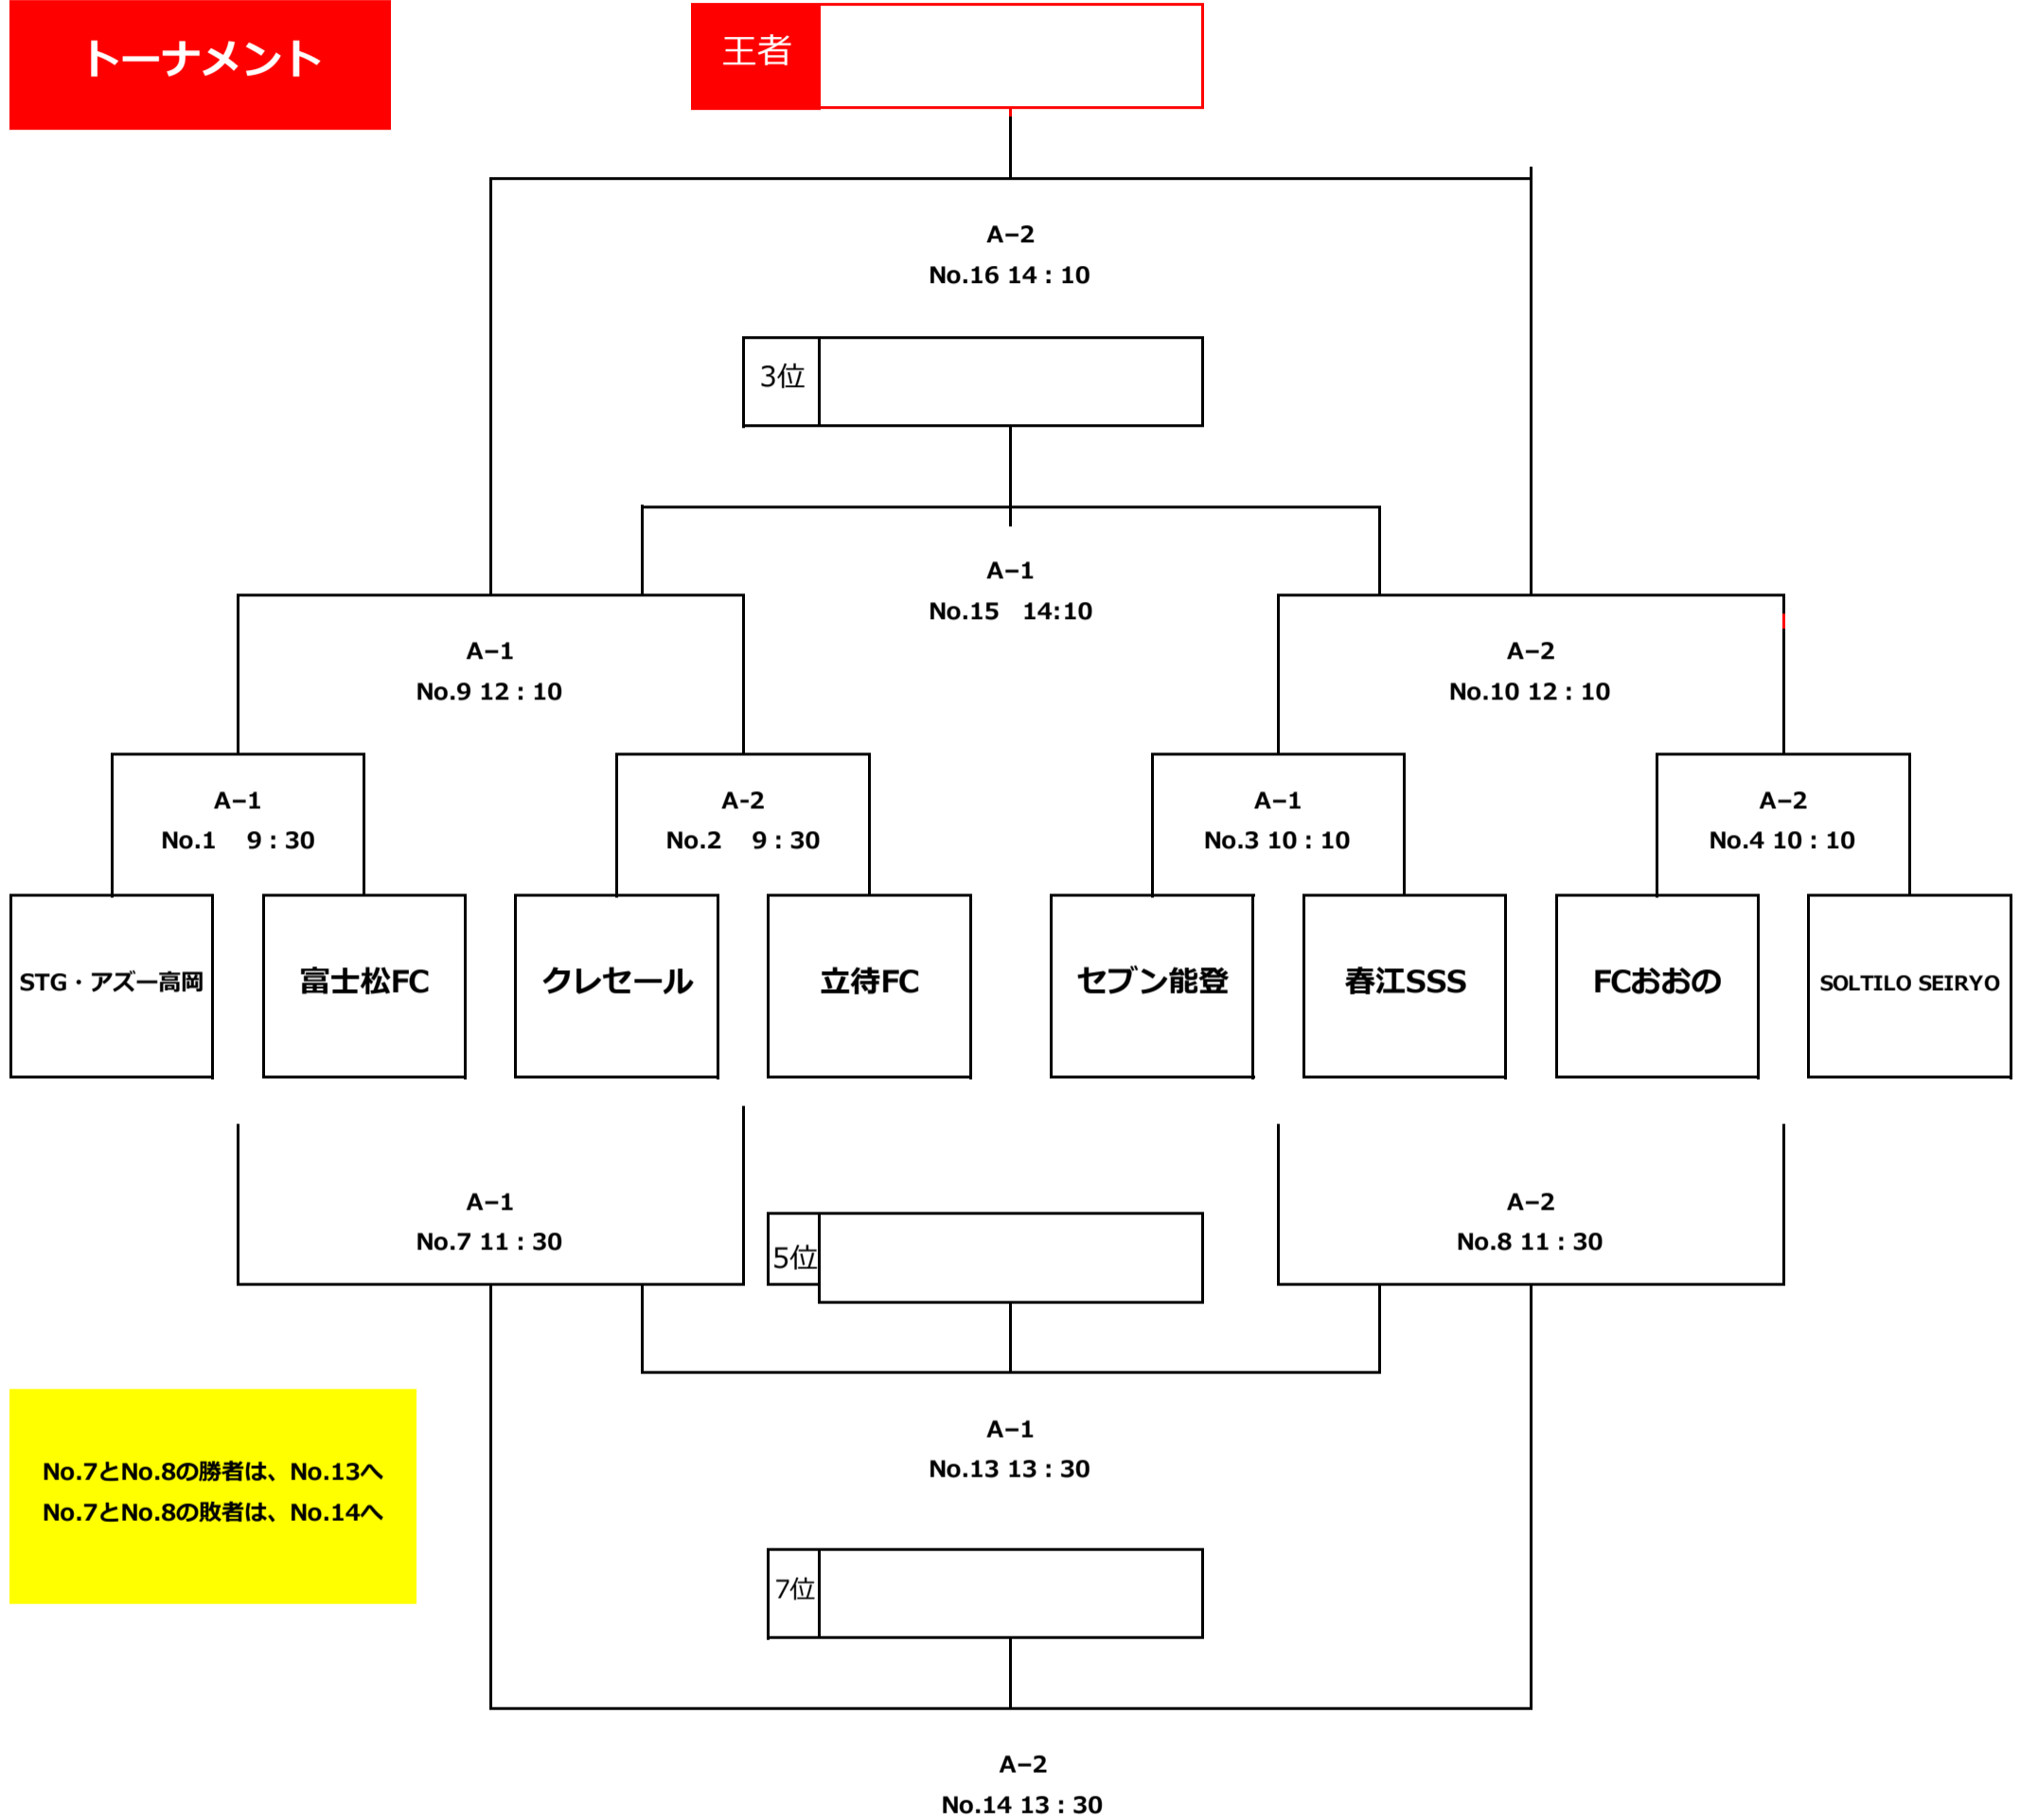 トーナメント
王者
A−2
No.16 14：10
3位
A−1
No.15　14:10
A−1
No.9 12：10
A−2
No.10 12：10
A−1
No.1　9：30
A-2
No.2　9：30
A−1
No.3 10：10
A−2
No.4 10：10
STG・アズー高岡
富士松FC
クレセール
立待FC
セブン能登
春江SSS
FCおおの
SOLTILO SEIRYO
A−1
No.7 11：30
A−2
No.8 11：30
5位
A−1
No.13 13：30
No.7とNo.8の勝者は、No.13へ
No.7とNo.8の敗者は、No.14へ
7位
A−2
No.14 13：30